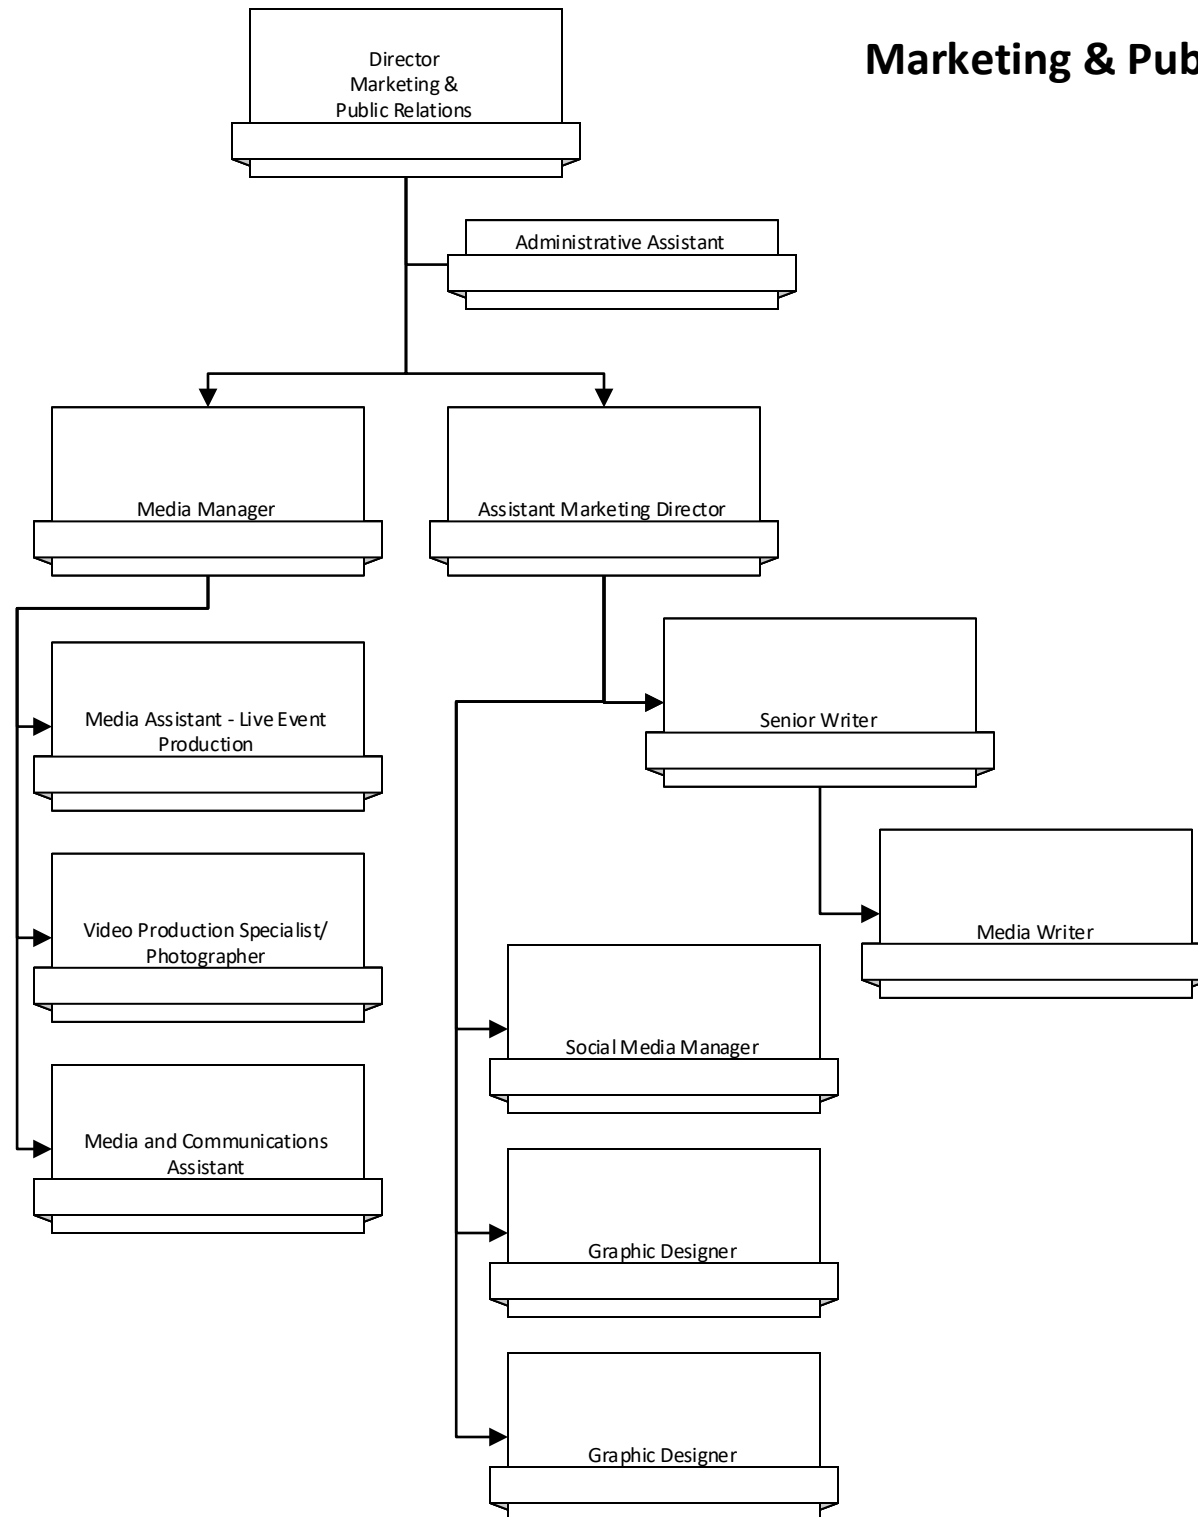 Marketing & Pub
Director
Marketing &
Public Relations
Administrative Assistant
Media Manager
Assistant Marketing Director
Media Assistant - Live Event
Production
Senior Writer
Video Production Specialist/
Photographer
Media Writer
Social Media Manager
Media and Communications
Assistant
Graphic Designer
Graphic Designer